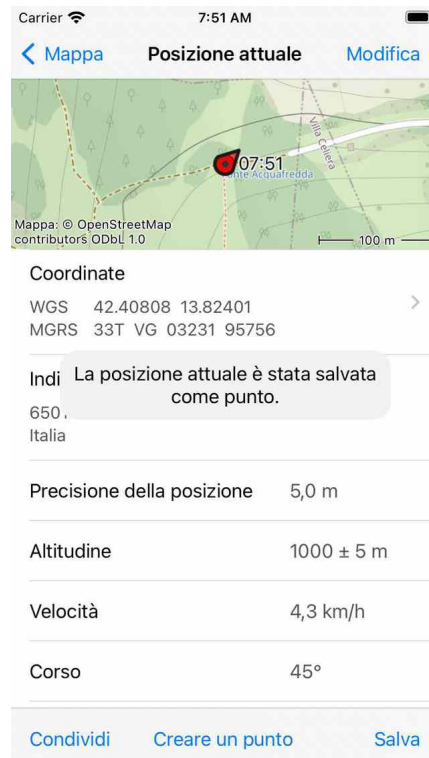 Carrier 7:51 AM
Mappa Posizione attuale Modifica
Villa Cellera
07:51
Fonte Acquafredda
Mappa: © OpenStreetMap
contributors ODbL 1.0
100 m
Coordinate
WGS 42.40808 13.82401
MGRS 33T VG 03231 95756
La posizione attuale è stata salvata
come punto.
Italia
Precisione della posizione 5,0 m
Altitudine 1000 ± 5 m
Velocità 4,3 km/h
Corso 45°
Condividi Creare un punto Salva